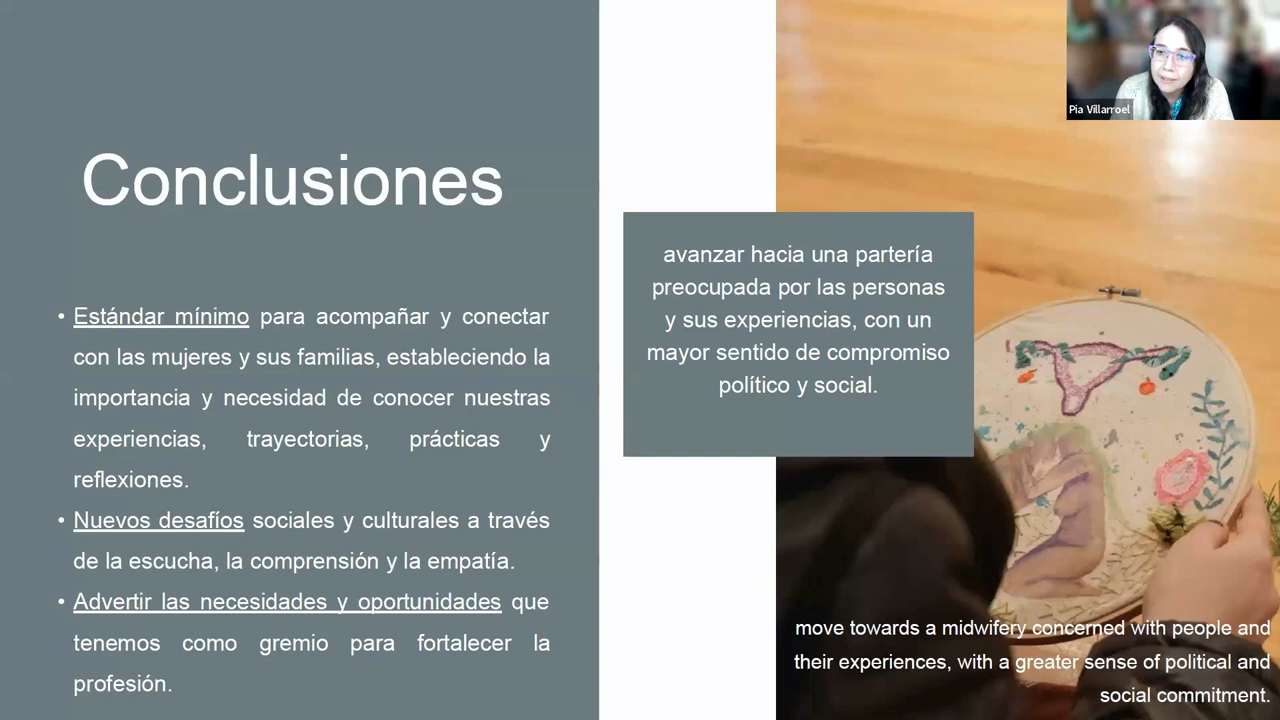 Conclusiones
• Estándar mínimo para acompañar y conectar
con las mujeres y sus familias, estableciendo la
importancia y necesidad de conocer nuestras
experiencias, trayectorias, prácticas y
reflexiones.
• Nuevos desafíos sociales y culturales a través
de la escucha, la comprensión y la empatía.
• Advertir las necesidades y oportunidades que
tenemos como gremio para fortalecer la
profesión.
avanzar hacia una partería
preocupada por las personas
y sus experiencias, con un
mayor sentido de compromiso
político y social.
Pia Villarroel
move towards a midwifery concerned with people and
their experiences, with a greater sense of political and
social commitment.